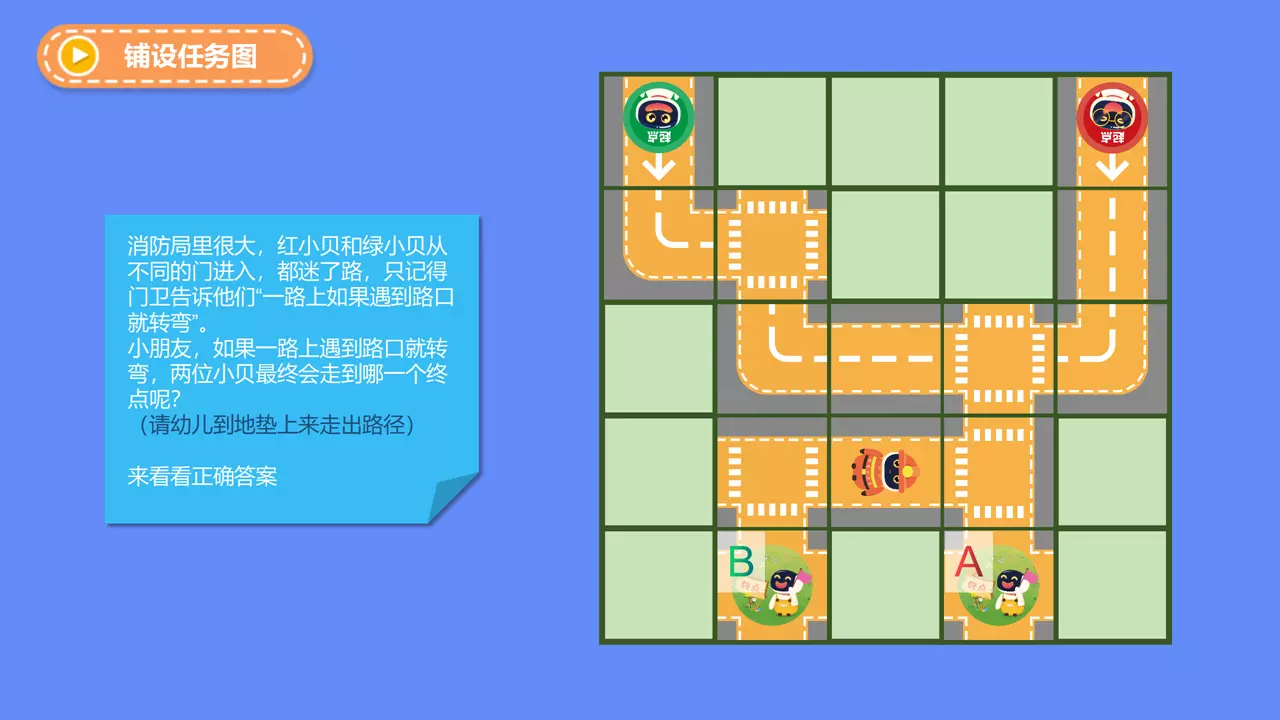 铺设任务图
起点
起点
消防局里很大，红小贝和绿小贝从
不同的门进入，都迷了路，只记得
门卫告诉他们“一路上如果遇到路口
就转弯”。
小朋友，如果一路上遇到路口就转
弯，两位小贝最终会走到哪一个终
点呢？
（请幼儿到地垫上来走出路径）
来看看正确答案
B
A